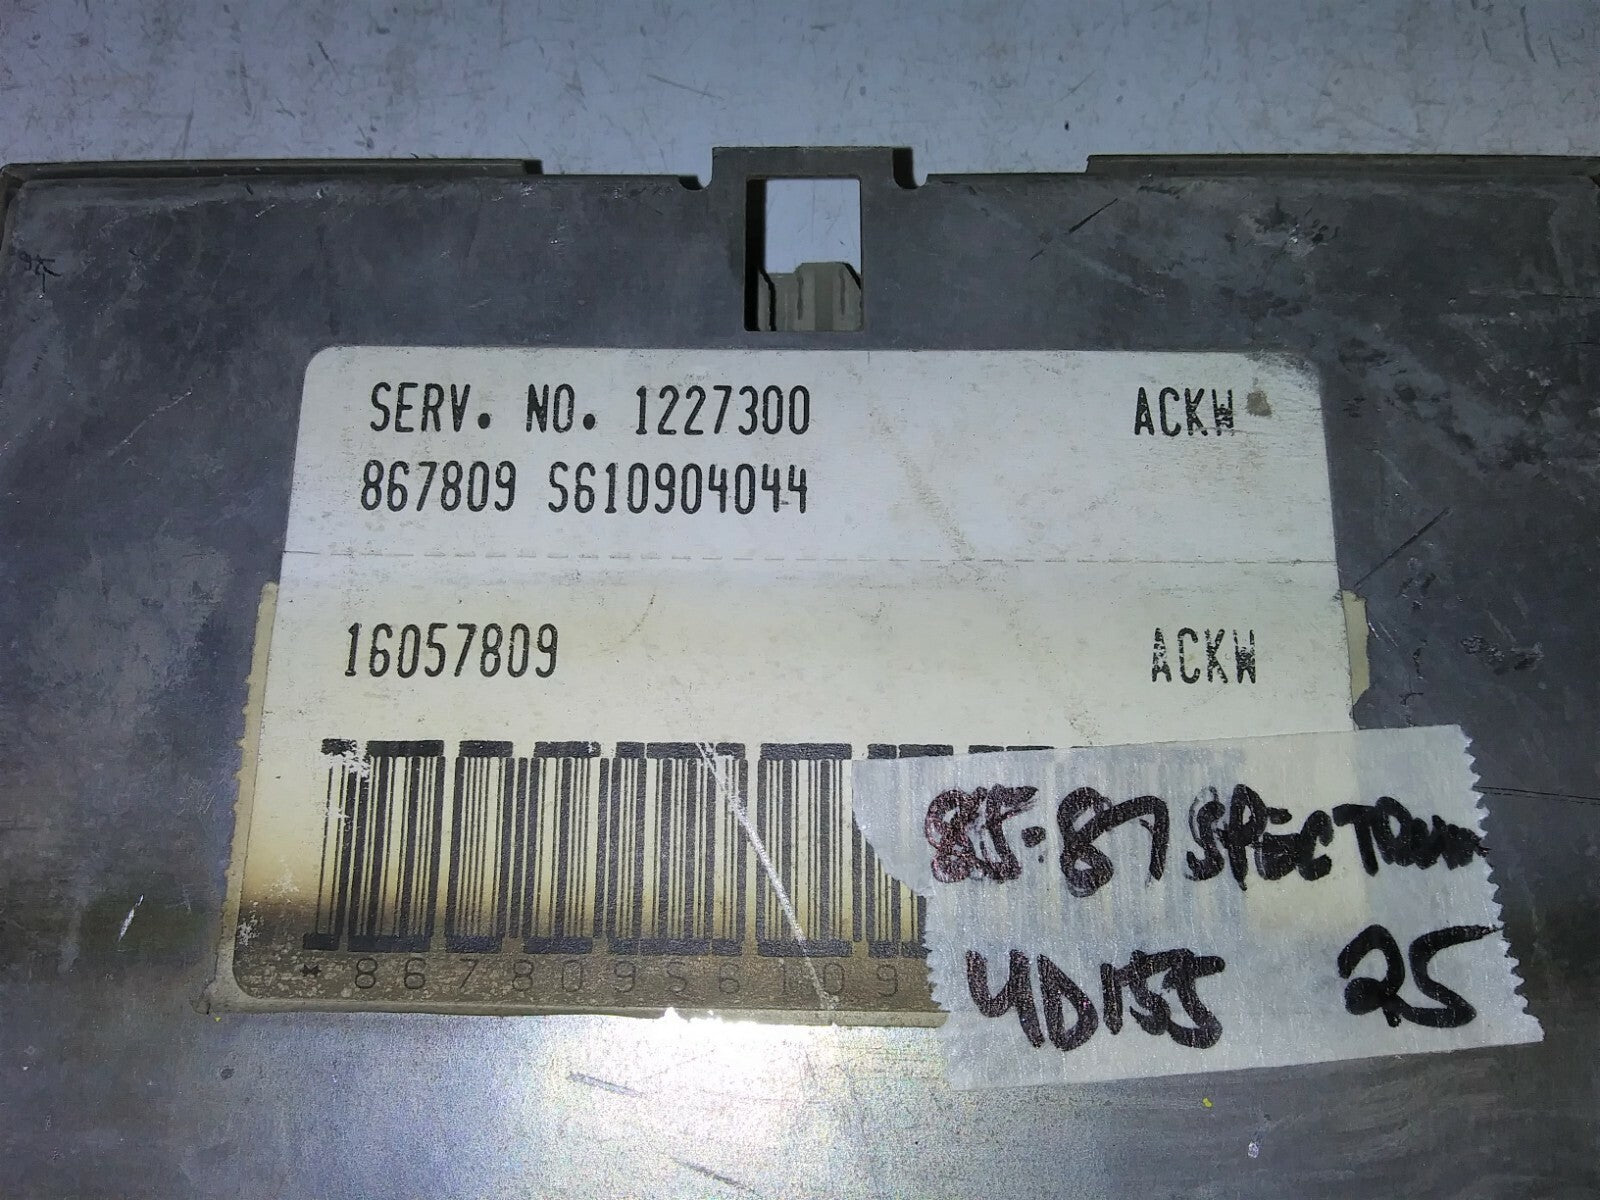 SERV. NO. 1227300 ACKW
867809 S610904044
16057809 ACKW
*867809S6109
85-87 SPECTRUM
4D155 25